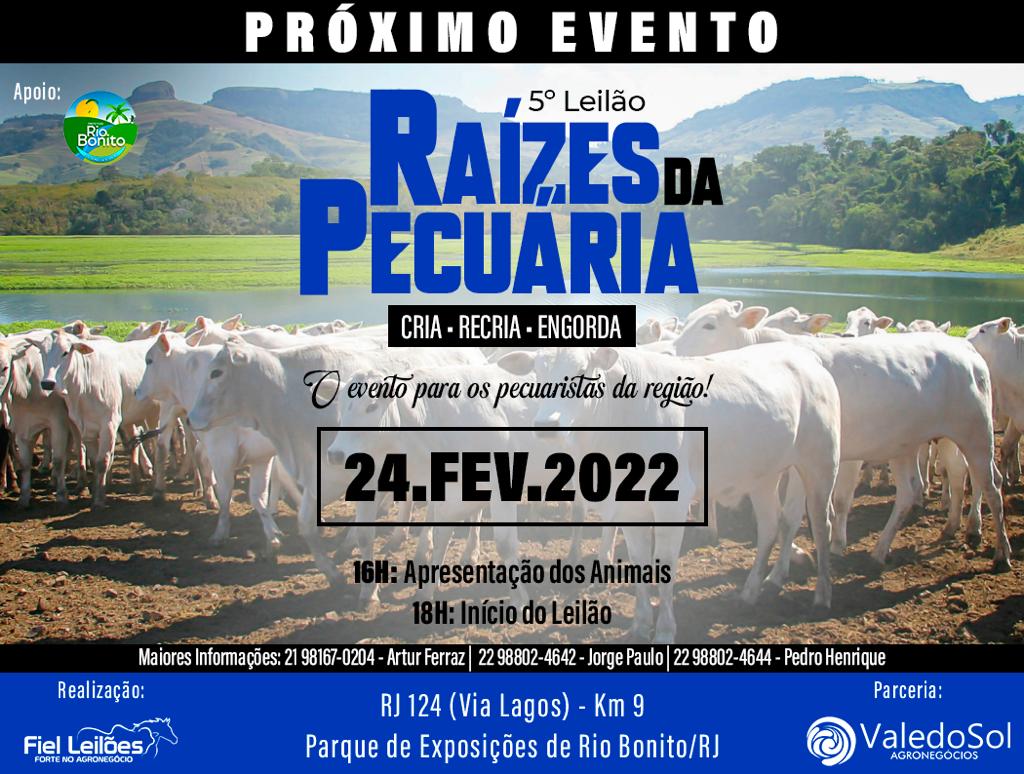 PRÓXIMO EVENTO
Apoio:
Rio
Bonito
5º Leilão
RAÍZES DA
PECUÁRIA
CRIA • RECRIA • ENGORDA
O evento para os pecuaristas da região!
24.FEV.2022
16H: Apresentação dos Animais
18H: Início do Leilão
Maiores Informações: 21 98167-0204 - Artur Ferraz | 22 98802-4642 - Jorge Paulo | 22 98802-4644 - Pedro Henrique
Realização:
Fiel Leilões
FORTE NO AGRONEGÓCIO
RJ 124 (Via Lagos) - Km 9
Parque de Exposições de Rio Bonito/RJ
Parceria:
ValedoSol
AGRONEGÓCIOS